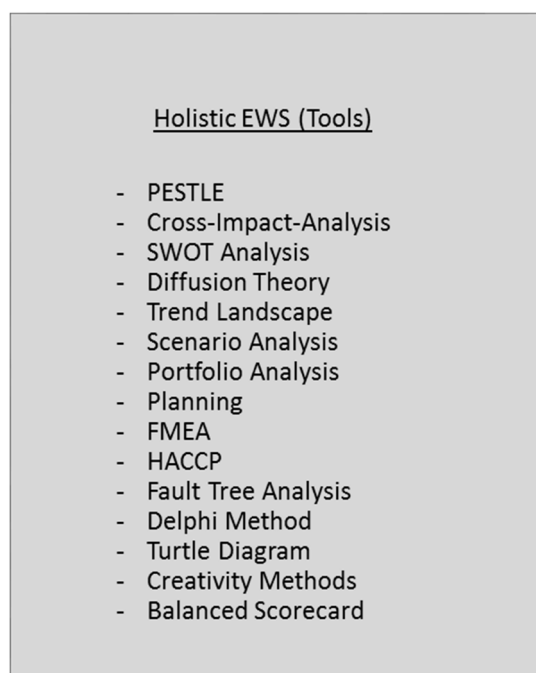 Holistic EWS (Tools)
- PESTLE
- Cross-Impact-Analysis
- SWOT Analysis
- Diffusion Theory
- Trend Landscape
- Scenario Analysis
- Portfolio Analysis
- Planning
- FMEA
- HACCP
- Fault Tree Analysis
- Delphi Method
- Turtle Diagram
- Creativity Methods
- Balanced Scorecard